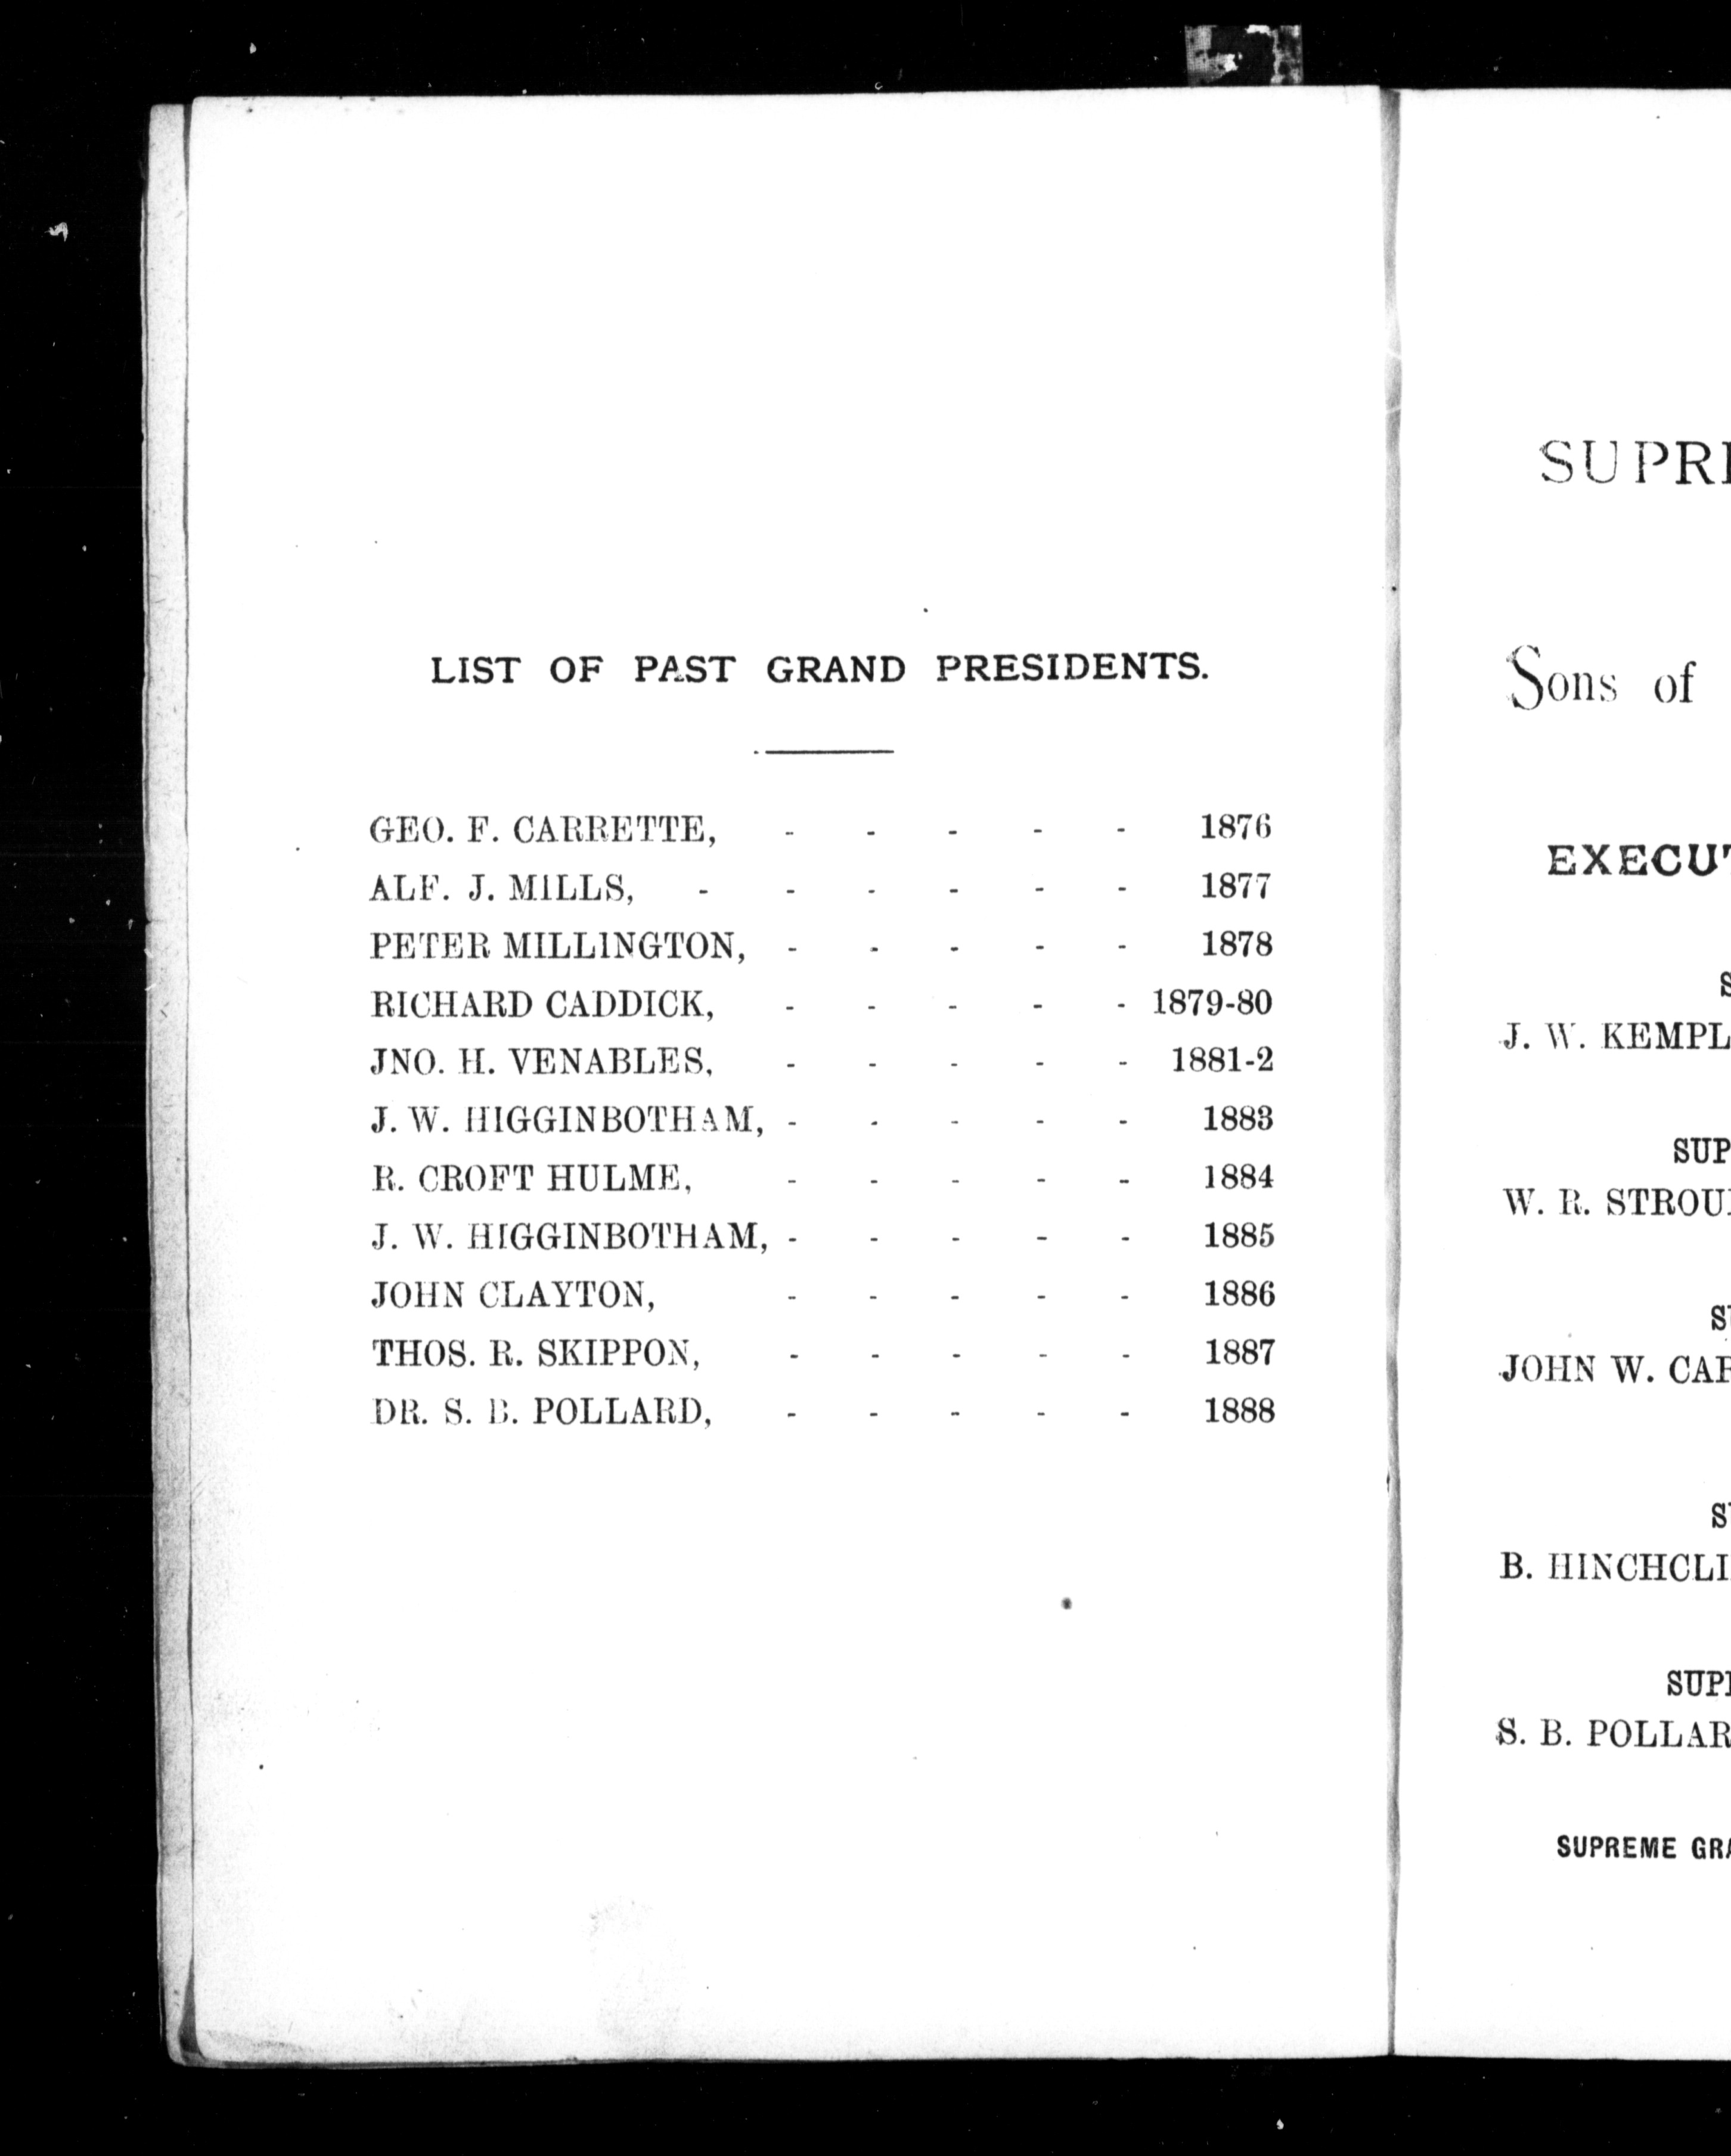 LIST OF PAST GRAND PRESIDENTS.
GEO. F. CARRETTE, - - - - - 1876
ALF. J. MILLS, - - - - - - 1877
PETER MILLINGTON, - - - - - 1878
RICHARD CADDICK, - - - - - 1879-80
JNO. H. VENABLES, - - - - - 1881-2
J. W. HIGGINBOTHAM, - - - - - 1883
R. CROFT HULME, - - - - - 1884
J. W. HIGGINBOTHAM, - - - - - 1885
JOHN CLAYTON, - - - - - 1886
THOS. R. SKIPPON, - - - - - 1887
DR. S. B. POLLARD, - - - - - 1888
SUPR
Sons of
EXECU
S
J. W. KEMPL
SUP
W. R. STROU
S
JOHN W. CAR
S
B. HINCHCLI
SUP
S. B. POLLAR
SUPREME GRA